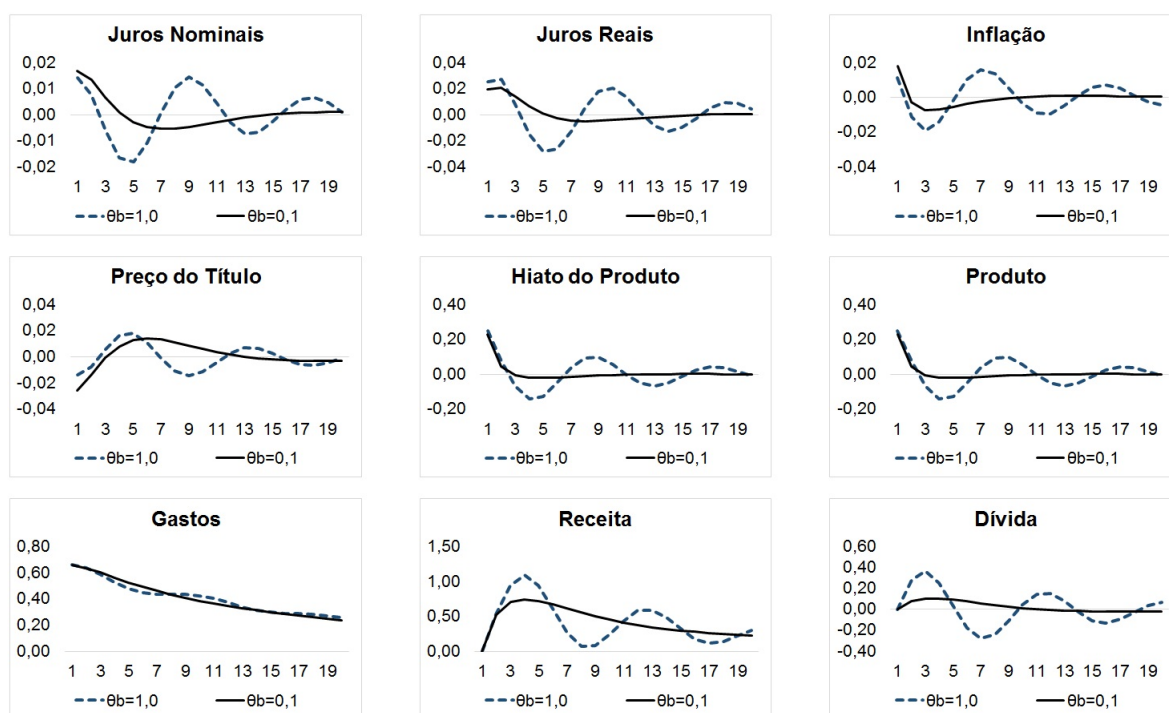 Juros Nominais
0,02
0,01
0,00
-0,01
-0,02
1 3 5 7 9 11 13 15 17 19
θb=1,0 θb=0,1
Juros Reais
0,04
0,02
0,00
-0,02
-0,04
1 3 5 7 9 11 13 15 17 19
θb=1,0 θb=0,1
Inflação
0,02
0,00
-0,02
-0,04
1 3 5 7 9 11 13 15 17 19
θb=1,0 θb=0,1
Preço do Título
0,04
0,02
0,00
-0,02
-0,04
1 3 5 7 9 11 13 15 17 19
θb=1,0 θb=0,1
Hiato do Produto
0,40
0,20
0,00
-0,20
1 3 5 7 9 11 13 15 17 19
θb=1,0 θb=0,1
Produto
0,40
0,20
0,00
-0,20
1 3 5 7 9 11 13 15 17 19
θb=1,0 θb=0,1
Gastos
0,80
0,60
0,40
0,20
0,00
1 3 5 7 9 11 13 15 17 19
θb=1,0 θb=0,1
Receita
1,50
1,00
0,50
0,00
1 3 5 7 9 11 13 15 17 19
θb=1,0 θb=0,1
Dívida
0,60
0,40
0,20
0,00
-0,20
-0,40
1 3 5 7 9 11 13 15 17 19
θb=1,0 θb=0,1